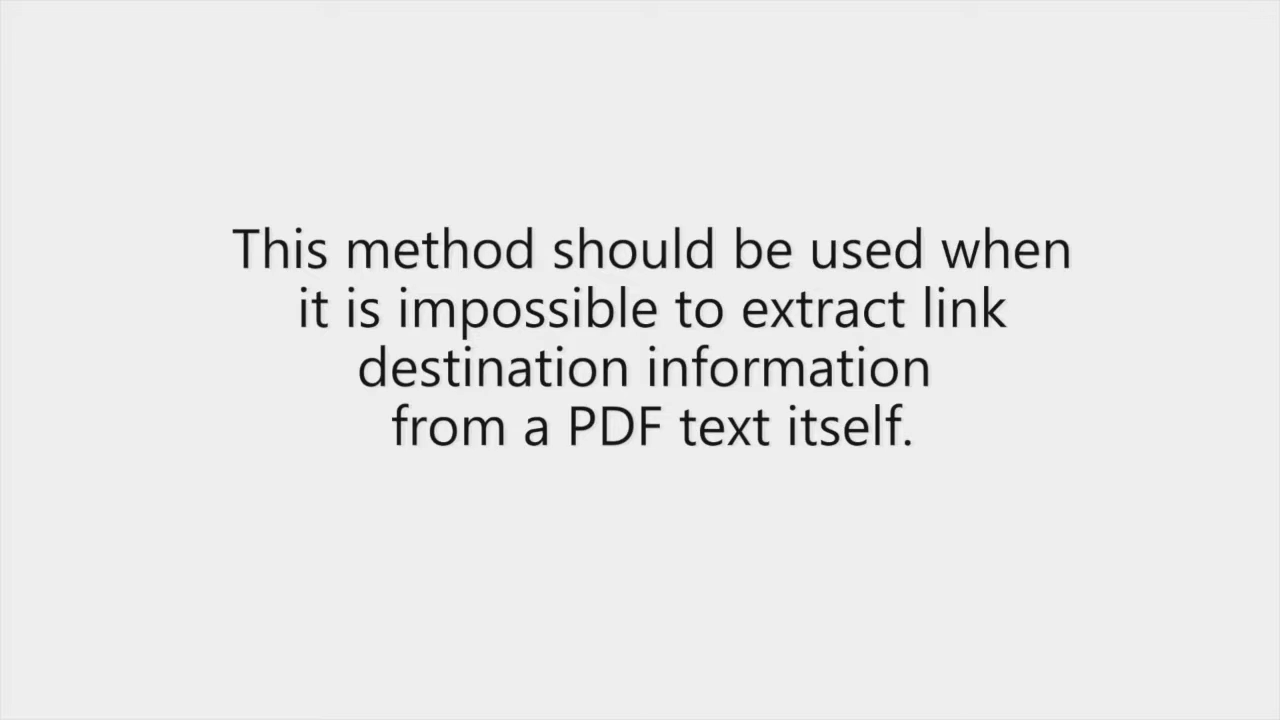 This method should be used when
it is impossible to extract link
destination information
from a PDF text itself.